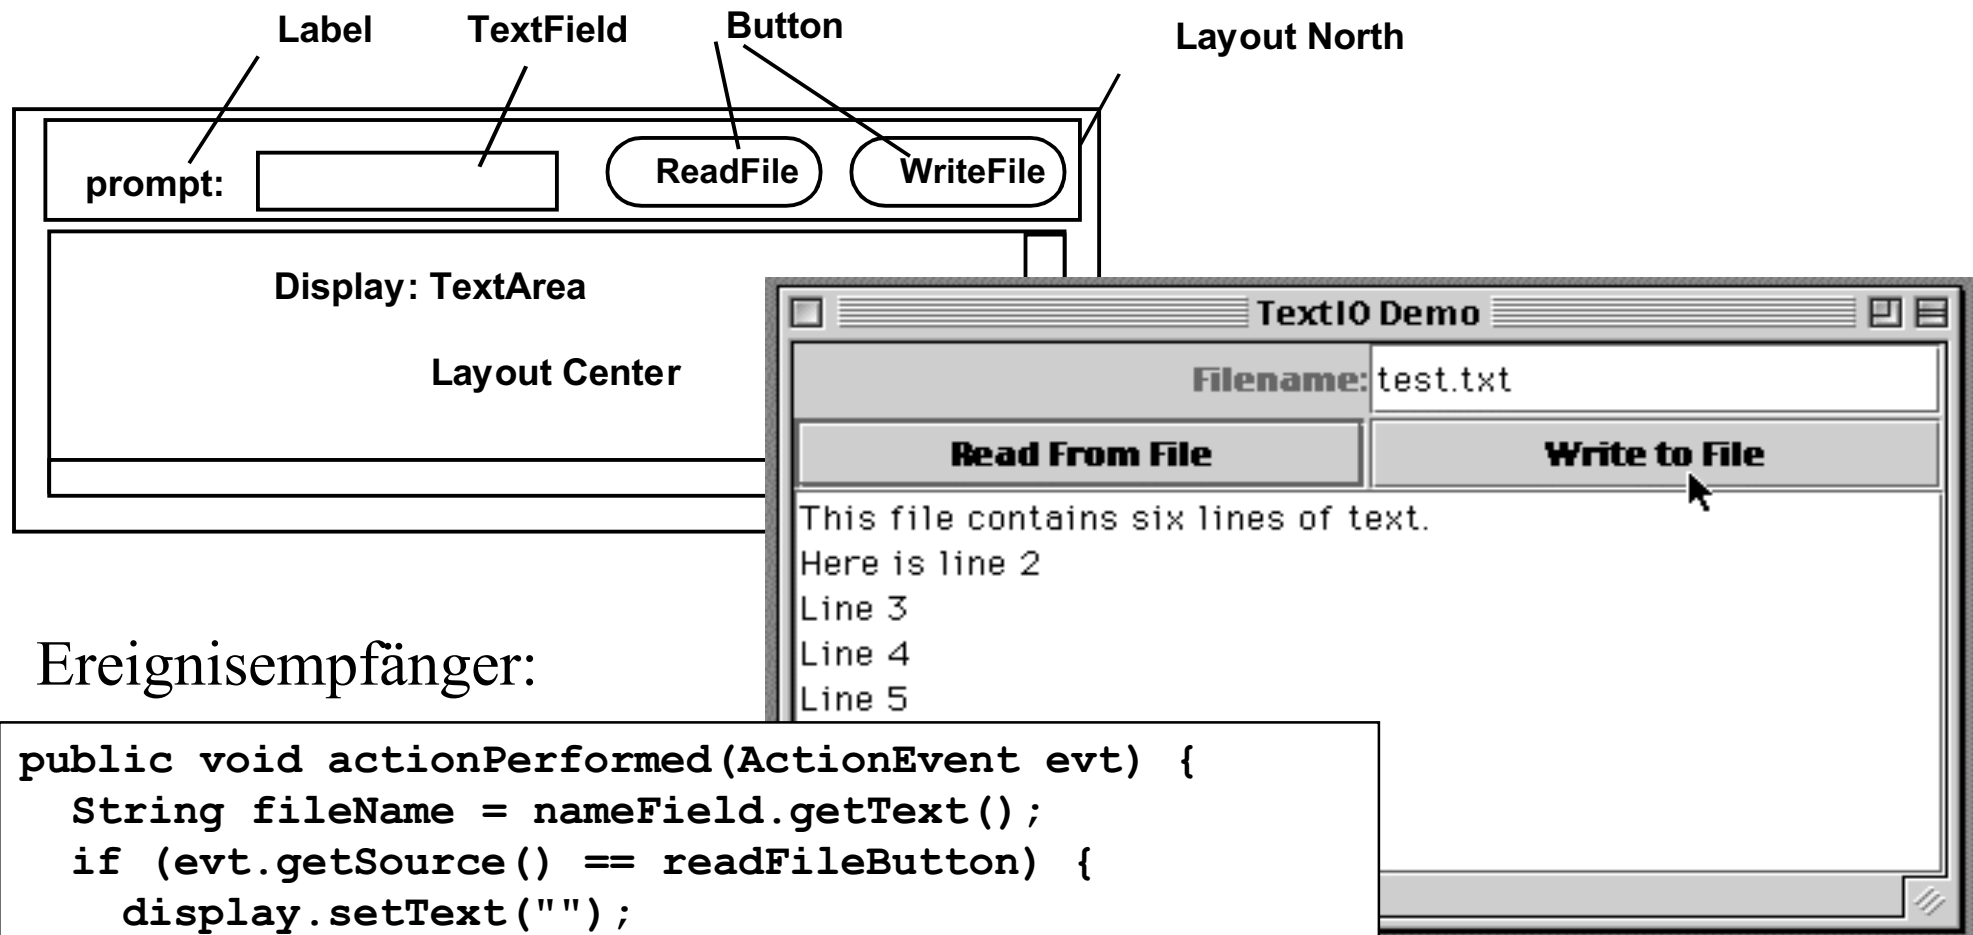 Label TextField Button Layout North
prompt: ReadFile WriteFile
Display: TextArea
Layout Center
TextIO Demo
Filename: test.txt
Read From File Write to File
This file contains six lines of text.
Here is line 2
Line 3
Line 4
Line 5
Ereignisempfänger:
public void actionPerformed(ActionEvent evt) {
String fileName = nameField.getText();
if (evt.getSource() == readFileButton) {
display.setText("");